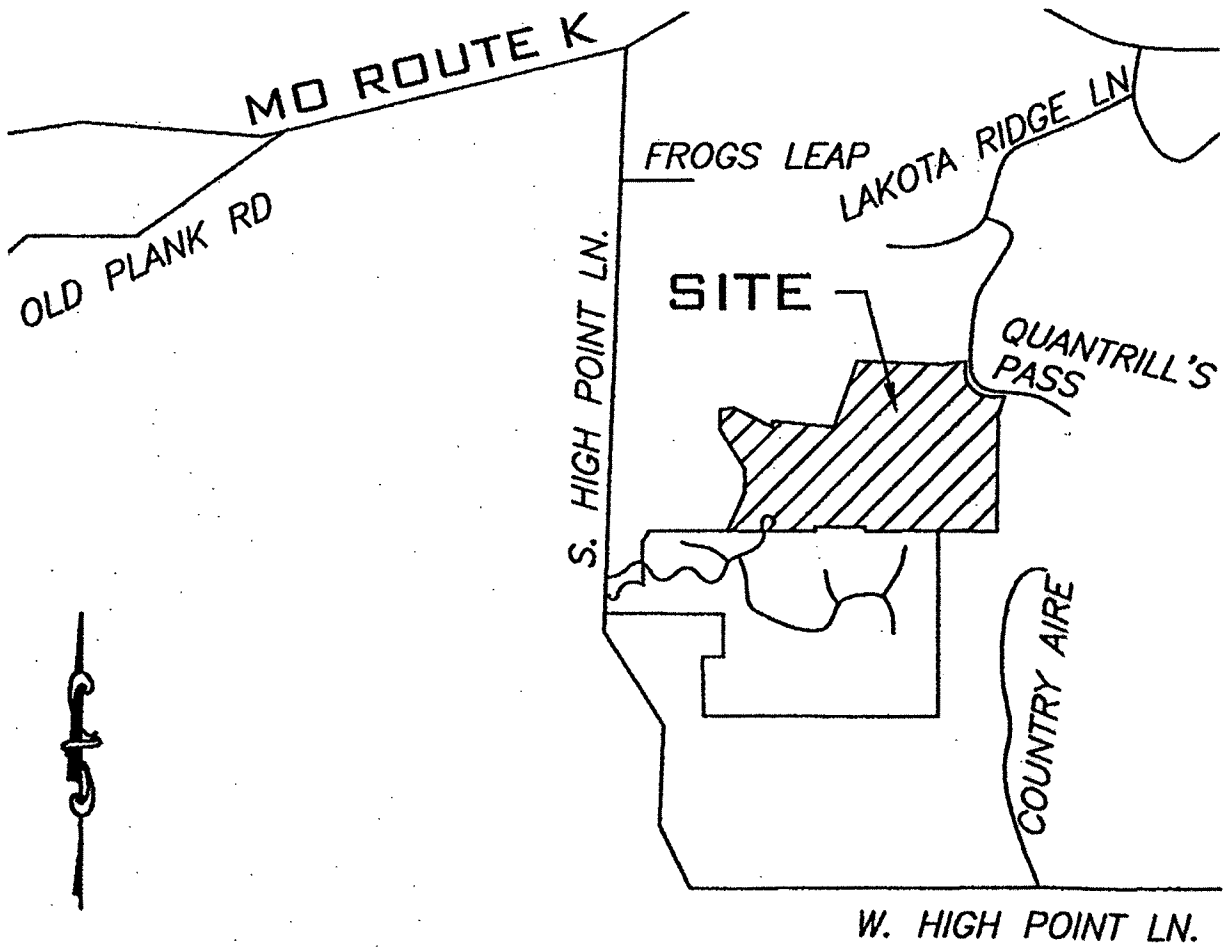 MO ROUTE K
FROGS LEAP
LAKOTA RIDGE LN
OLD PLANK RD
S. HIGH POINT LN.
SITE
QUANTRILL'S
PASS
COUNTRY AIRE
W. HIGH POINT LN.